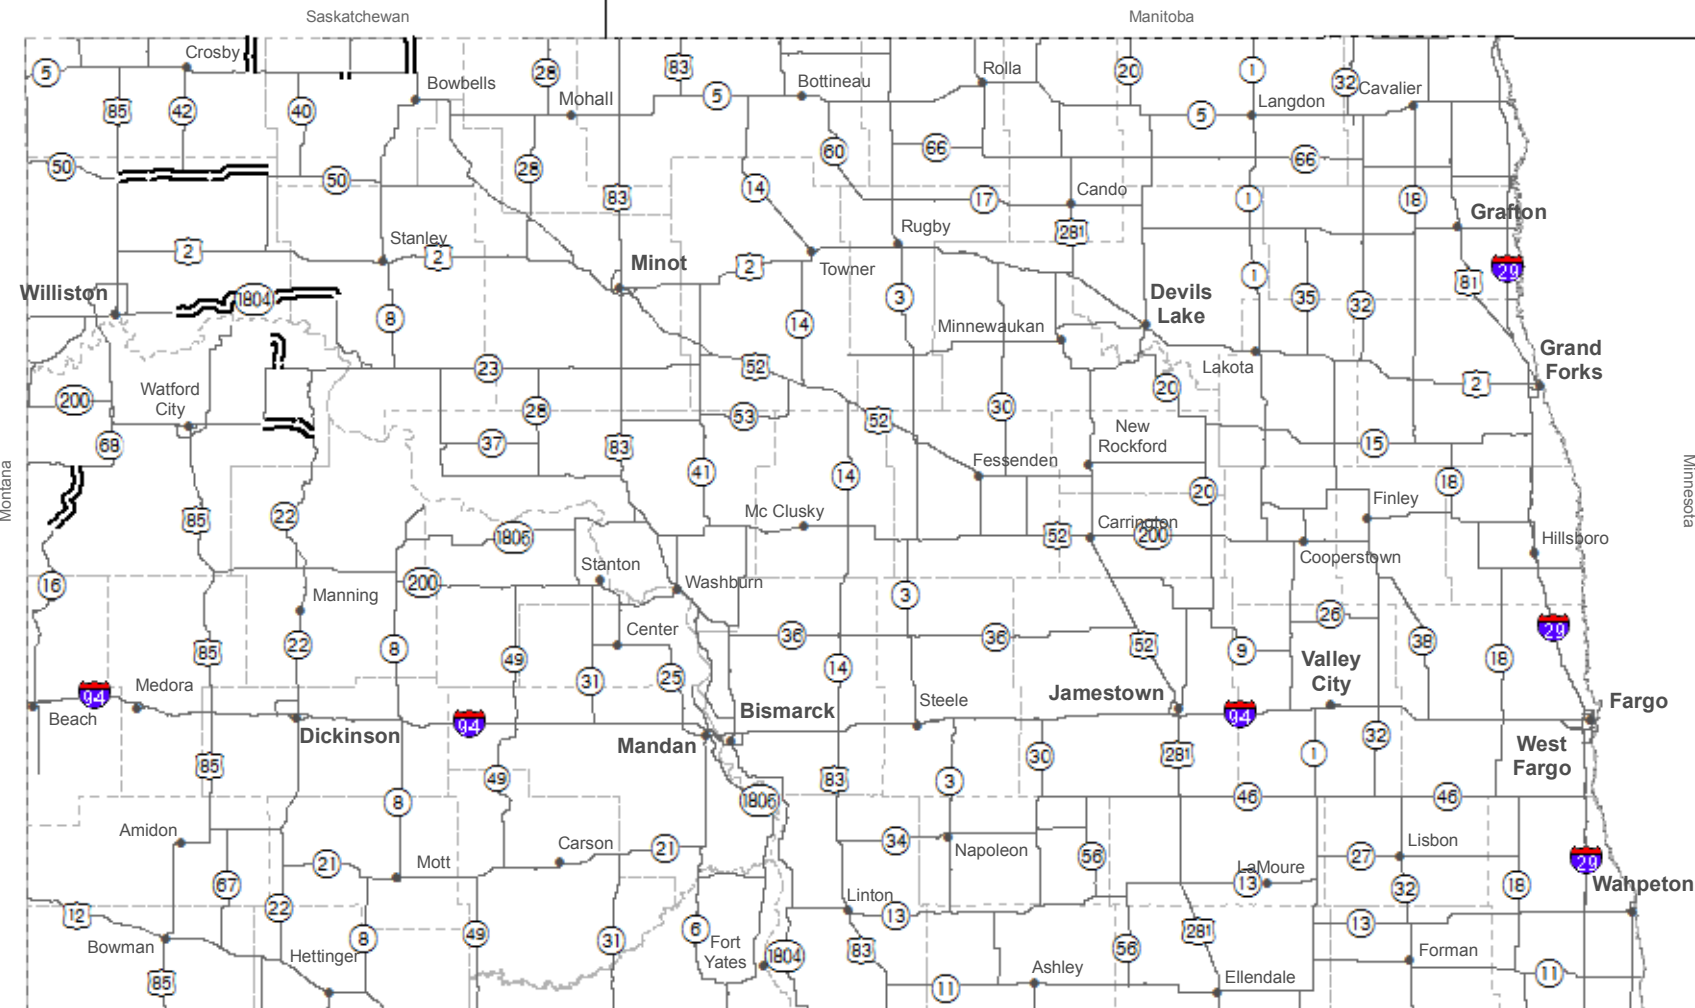 Saskatchewan
Manitoba
Crosby
5
85
42
40
Bowbells
28
Mohall
83
5
Bottineau
Rolla
20
1
32
Cavalier
5
Langdon
50
50
28
83
14
60
66
66
17
Cando
1
18
Grafton
281
2
Stanley
2
Minot
2
Towner
Rugby
1
29
81
Williston
1804
8
14
3
Devils
Lake
35
32
Minnewaukan
Grand
Forks
Lakota
2
200
Watford
City
23
52
20
68
28
53
52
30
New
Rockford
15
37
83
Fessenden
Montana
Minnesota
41
14
20
18
22
85
Mc Clusky
Finley
1806
52
Carrington
200
Hillsboro
Cooperstown
16
200
Stanton
Washburn
Manning
3
26
Center
36
36
29
22
85
8
49
31
25
14
52
9
38
18
Valley
City
94
Medora
Beach
Dickinson
94
Bismarck
Mandan
Steele
Jamestown
94
Fargo
85
49
83
3
30
281
1
32
West
Fargo
8
1806
46
46
Amidon
Carson
21
34
Napoleon
56
27
Lisbon
29
21
Mott
LaMoure
13
67
32
18
Wahpeton
12
22
Linton
13
13
Bowman
8
49
31
6
Fort
Yates
1804
83
56
281
Forman
Hettinger
85
11
Ashley
Ellendale
11